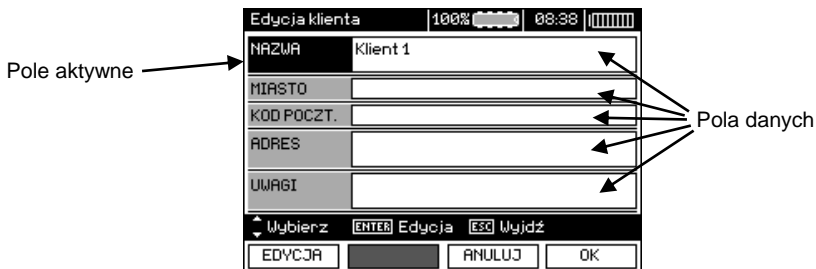 Edycja klienta 100% 08:38
NAZWA Klient 1
Pole aktywne
MIASTO
KOD POCZT.
Pola danych
ADRES
UWAGI
Wybierz ENTER Edycja ESC Wyjdź
EDYCJA ANULUJ OK